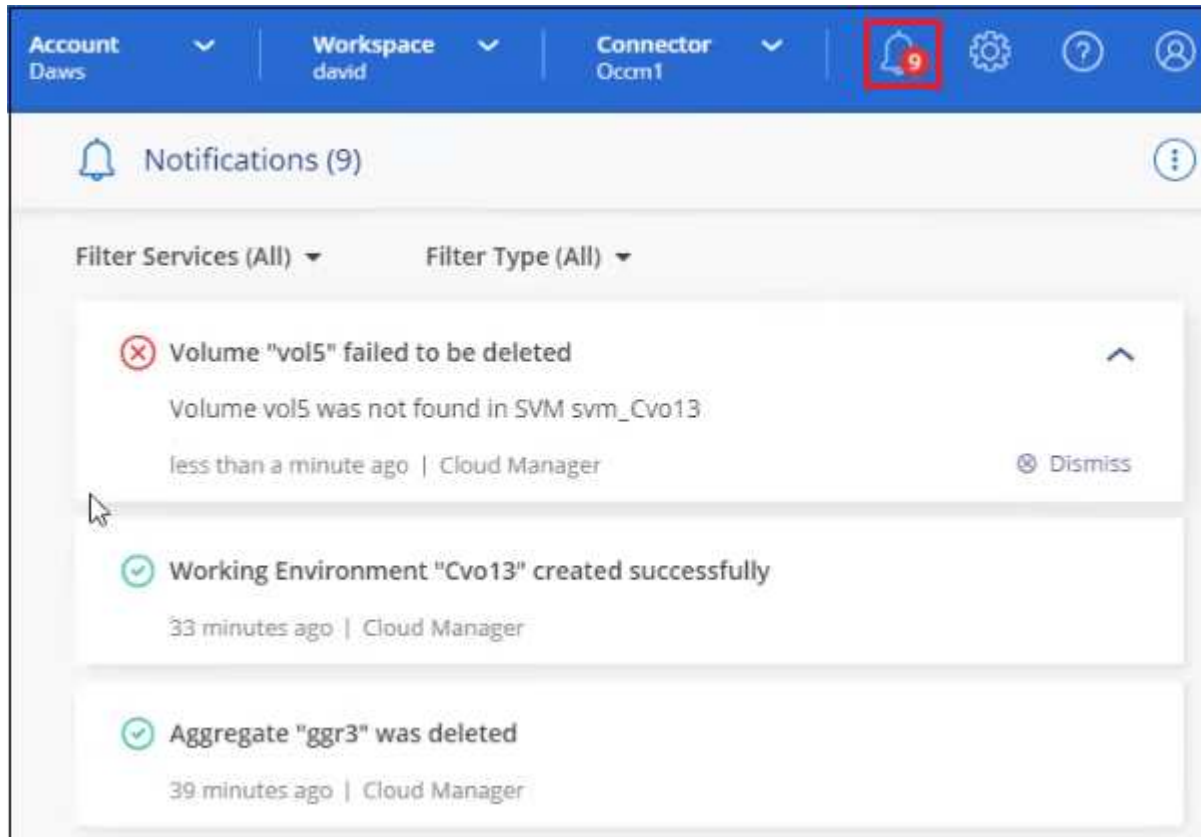 Account Workspace Connector
Daws david Occm1 9
Notifications (9)
Filter Services (All) Filter Type (All)
Volume "vol5" failed to be deleted
Volume vol5 was not found in SVM svm_Cvo13
less than a minute ago | Cloud Manager Dismiss
Working Environment "Cvo13" created successfully
33 minutes ago | Cloud Manager
Aggregate "ggr3" was deleted
39 minutes ago | Cloud Manager